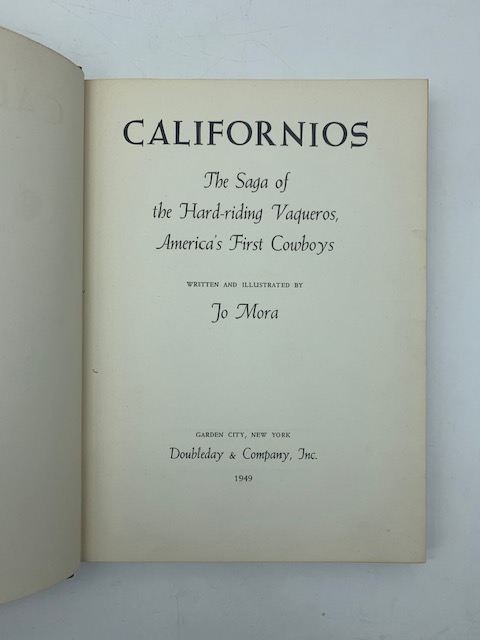 CALIFORNIOS
The Saga of
the Hard-riding Vaqueros,
America's First Cowboys
WRITTEN AND ILLUSTRATED BY
Jo Mora
GARDEN CITY, NEW YORK
Doubleday & Company, Inc.
1949